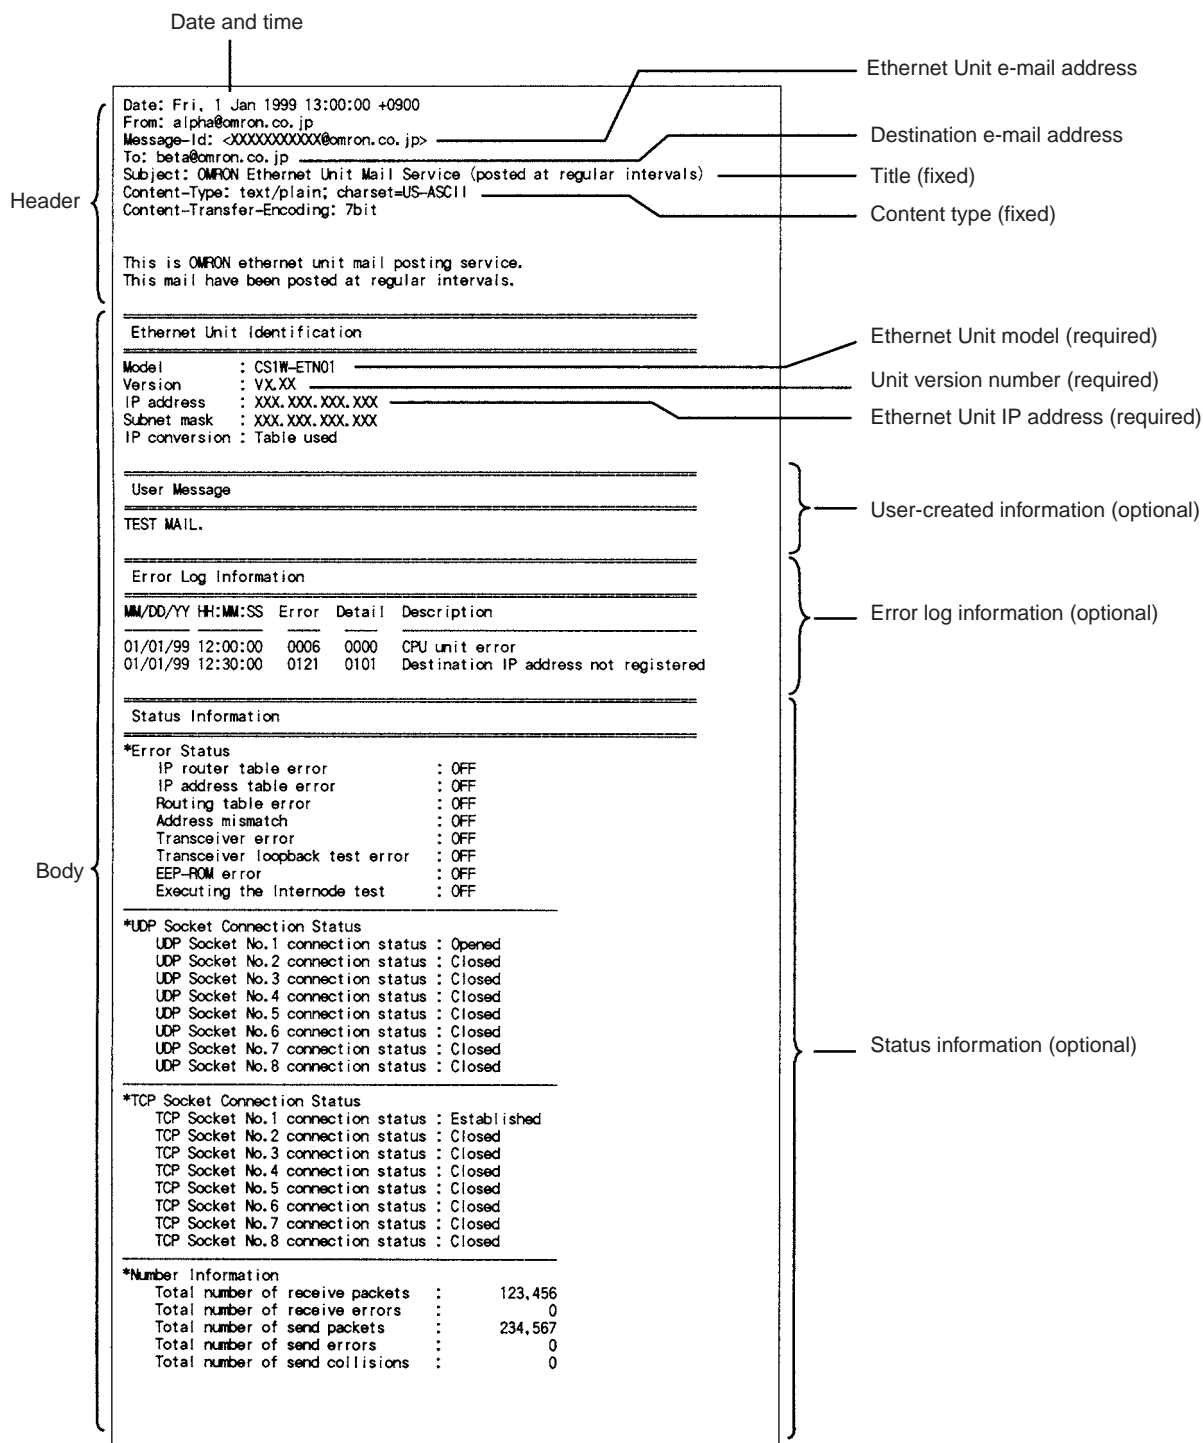 Date and time
Ethernet Unit e-mail address
Date: Fri, 1 Jan 1999 13:00:00 +0900
From: alpha@omron.co.jp
Message-Id: <XXXXXXXXXXX@omron.co.jp>
Destination e-mail address
To: beta@omron.co.jp
Subject: OMRON Ethernet Unit Mail Service (posted at regular intervals)
Title (fixed)
Content-Type: text/plain; charset=US-ASCII
Header
Content-Transfer-Encoding: 7bit
Content type (fixed)
This is OMRON ethernet unit mail posting service.
This mail have been posted at regular intervals.
Ethernet Unit Identification
Ethernet Unit model (required)
Model : CS1W-ETN01
Version : VX.XX
Unit version number (required)
IP address : XXX.XXX.XXX.XXX
Ethernet Unit IP address (required)
Subnet mask : XXX.XXX.XXX.XXX
IP conversion : Table used
User Message
User-created information (optional)
TEST MAIL.
Error Log Information
MM/DD/YY HH:MM:SS Error Detail Description
Error log information (optional)
01/01/99 12:00:00 0006 0000 CPU unit error
01/01/99 12:30:00 0121 0101 Destination IP address not registered
Status Information
*Error Status
IP router table error : OFF
IP address table error : OFF
Routing table error : OFF
Address mismatch : OFF
Transceiver error : OFF
Transceiver loopback test error : OFF
Body
EEP-ROM error : OFF
Executing the Internode test : OFF
*UDP Socket Connection Status
UDP Socket No.1 connection status : Opened
UDP Socket No.2 connection status : Closed
UDP Socket No.3 connection status : Closed
UDP Socket No.4 connection status : Closed
UDP Socket No.5 connection status : Closed
UDP Socket No.6 connection status : Closed
UDP Socket No.7 connection status : Closed
UDP Socket No.8 connection status : Closed
Status information (optional)
*TCP Socket Connection Status
TCP Socket No.1 connection status : Established
TCP Socket No.2 connection status : Closed
TCP Socket No.3 connection status : Closed
TCP Socket No.4 connection status : Closed
TCP Socket No.5 connection status : Closed
TCP Socket No.6 connection status : Closed
TCP Socket No.7 connection status : Closed
TCP Socket No.8 connection status : Closed
*Number Information
Total number of receive packets : 123,456
Total number of receive errors : 0
Total number of send packets : 234,567
Total number of send errors : 0
Total number of send collisions : 0